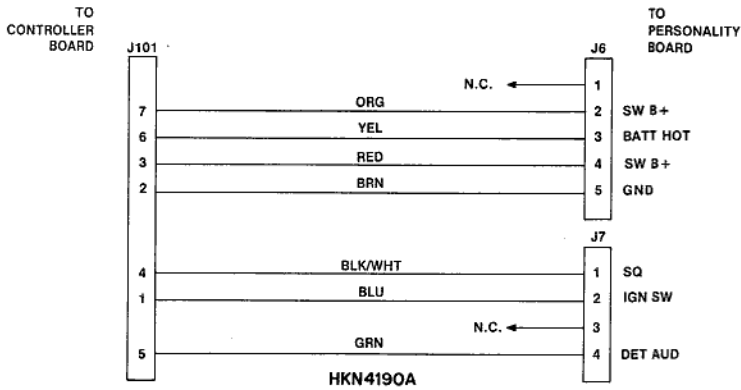 TO
CONTROLLER
BOARD
TO
PERSONALITY
BOARD
J101
J6
N.C.
1
7
ORG
2
SW B+
6
YEL
3
BATT HOT
3
RED
4
SW B+
2
BRN
5
GND
J7
4
BLK/WHT
1
SQ
1
BLU
2
IGN SW
N.C.
3
5
GRN
4
DET AUD
HKN4190A